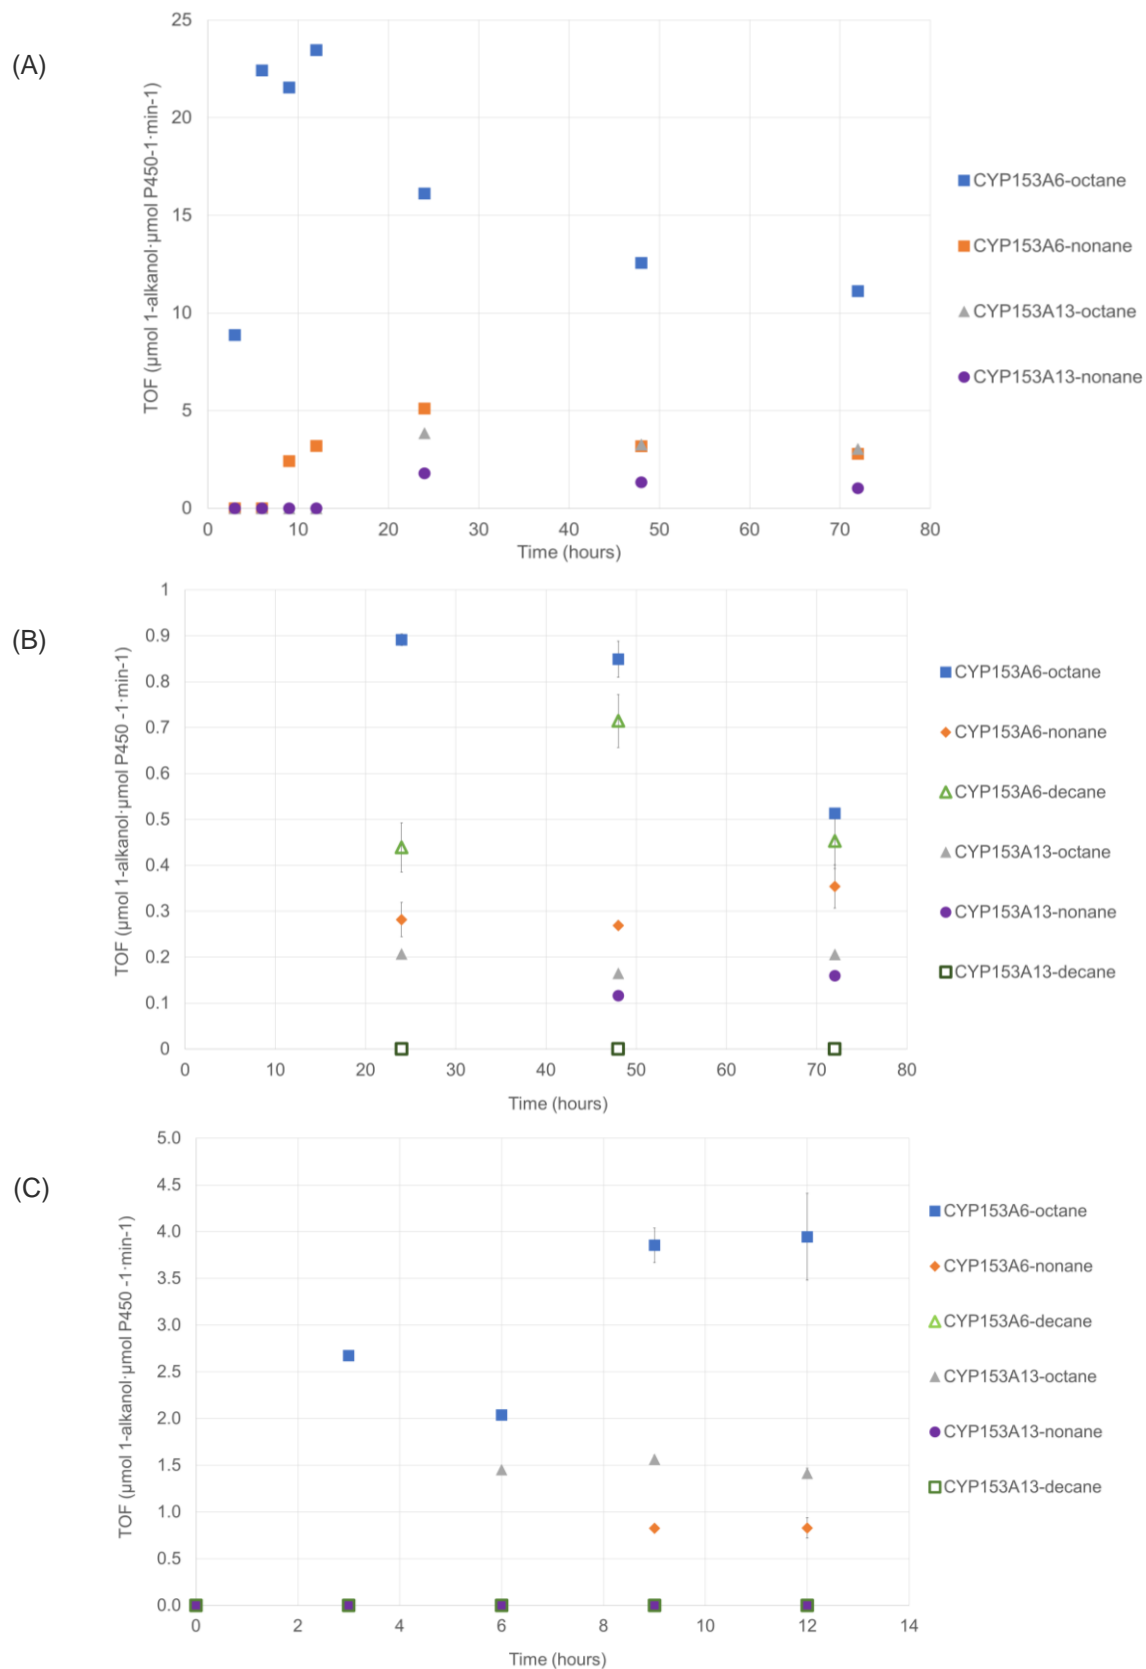 (A)
TOF (µmol 1-alkanol·µmol P450-1·min-1)
25
20
15
10
5
0
0 10 20 30 40 50 60 70 80
Time (hours)
CYP153A6-octane
CYP153A6-nonane
CYP153A13-octane
CYP153A13-nonane
(B)
TOF (µmol 1-alkanol·µmol P450 -1·min-1)
1
0.9
0.8
0.7
0.6
0.5
0.4
0.3
0.2
0.1
0
0 10 20 30 40 50 60 70 80
Time (hours)
CYP153A6-octane
CYP153A6-nonane
CYP153A6-decane
CYP153A13-octane
CYP153A13-nonane
CYP153A13-decane
(C)
TOF (µmol 1-alkanol·µmol P450 -1·min-1)
5.0
4.5
4.0
3.5
3.0
2.5
2.0
1.5
1.0
0.5
0.0
0 2 4 6 8 10 12 14
Time (hours)
CYP153A6-octane
CYP153A6-nonane
CYP153A6-decane
CYP153A13-octane
CYP153A13-nonane
CYP153A13-decane